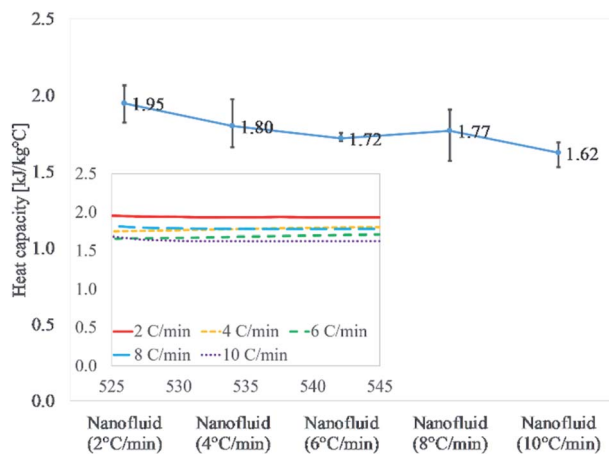 2.5
2.0
1.5
1.0
0.5
0.0
Heat capacity [kJ/kg°C]
1.95
1.80
1.72
1.77
1.62
2.5
2.0
1.5
1.0
0.5
0.0
2 C/min 4 C/min 6 C/min
8 C/min 10 C/min
525 530 535 540 545
Nanofluid (2°C/min)
Nanofluid (4°C/min)
Nanofluid (6°C/min)
Nanofluid (8°C/min)
Nanofluid (10°C/min)